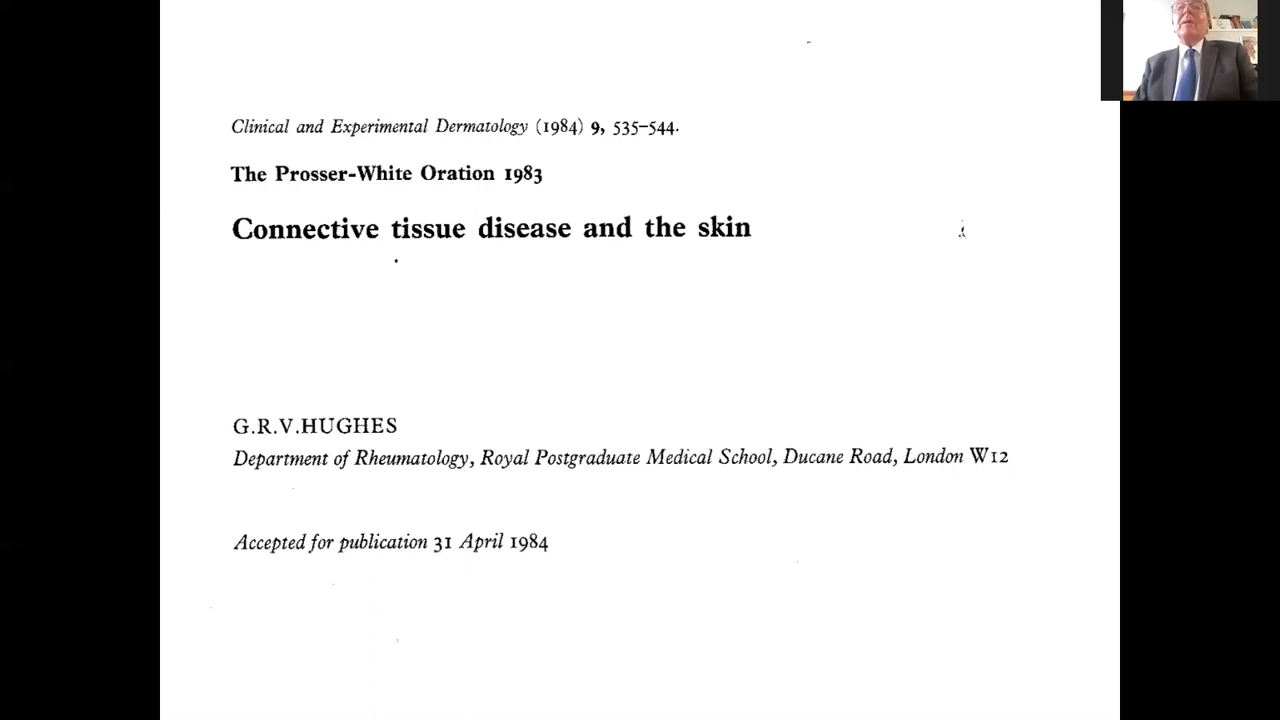 Clinical and Experimental Dermatology (1984) 9, 535–544.
The Prosser-White Oration 1983
Connective tissue disease and the skin
G.R.V.HUGHES
Department of Rheumatology, Royal Postgraduate Medical School, Ducane Road, London W12
Accepted for publication 31 April 1984